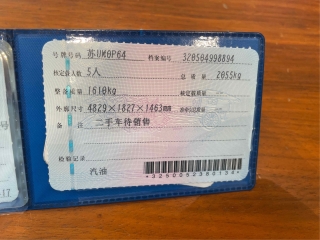 号牌号码 苏UM0P64 档案编号 320504998894
核定载人数 5人 总质量 2055kg
整备质量 1610kg 核定载质量
外廓尺寸 4829×1827×1463mm 准牵引总质量
备注 二手车待销售
检验记录
汽油